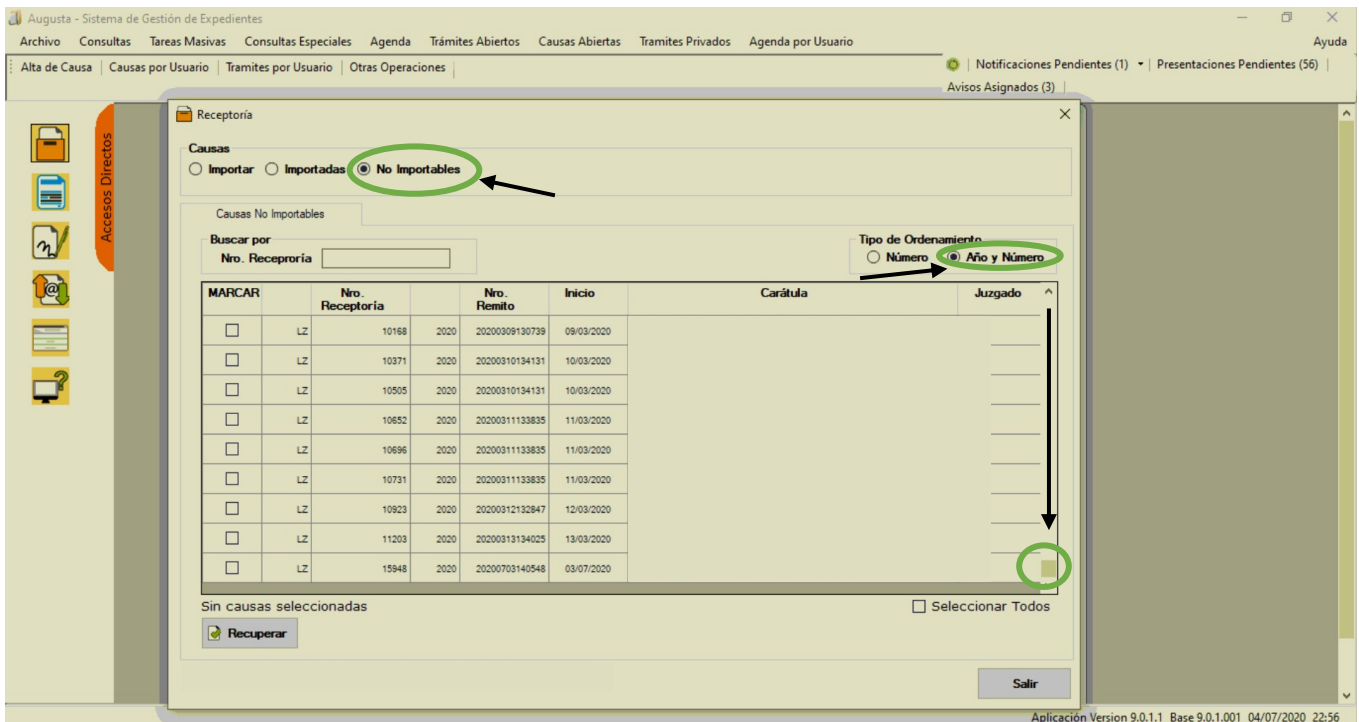 Augusta - Sistema de Gestión de Expedientes
Archivo Consultas Tareas Masivas Consultas Especiales Agenda Trámites Abiertos Causas Abiertas Tramites Privados Agenda por Usuario Ayuda
Alta de Causa | Causas por Usuario | Tramites por Usuario | Otras Operaciones | Notificaciones Pendientes (1) | Presentaciones Pendientes (56) |
Avisos Asignados (3) |
Accesos Directos
Receptoría
Causas
Importar Importadas No Importables
Causas No Importables
Buscar por Tipo de Ordenamiento
Nro. Receproría Número Año y Número
MARCAR Nro. Receptoría Nro. Remito Inicio Carátula Juzgado
LZ 10168 2020 20200309130739 09/03/2020
LZ 10371 2020 20200310134131 10/03/2020
LZ 10505 2020 20200310134131 10/03/2020
LZ 10652 2020 20200311133835 11/03/2020
LZ 10696 2020 20200311133835 11/03/2020
LZ 10731 2020 20200311133835 11/03/2020
LZ 10923 2020 20200312132847 12/03/2020
LZ 11203 2020 20200313134025 13/03/2020
LZ 15948 2020 20200703140548 03/07/2020
Sin causas seleccionadas Seleccionar Todos
Recuperar
Salir
Aplicación Version 9.0.1.1 Base 9.0.1.001 04/07/2020 22:56